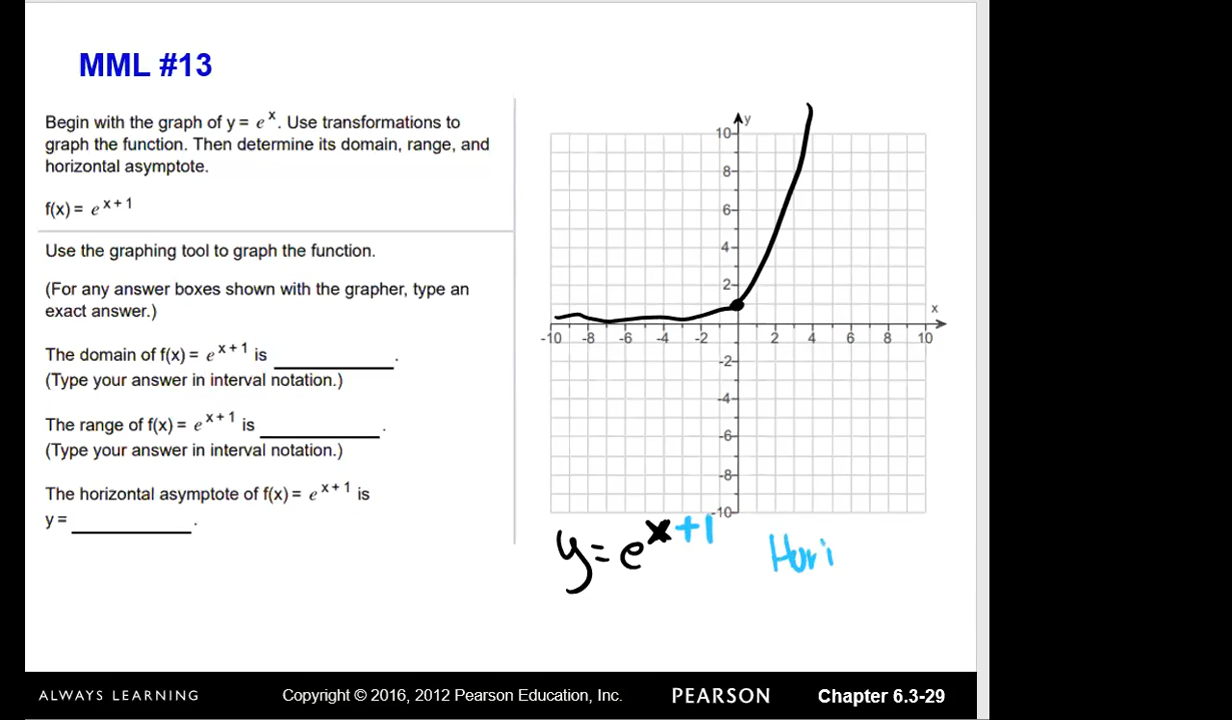 MML #13
Begin with the graph of y = e^x. Use transformations to
graph the function. Then determine its domain, range, and
horizontal asymptote.
f(x) = e^x + 1
Use the graphing tool to graph the function.
(For any answer boxes shown with the grapher, type an
exact answer.)
The domain of f(x) = e^x + 1 is ____________.
(Type your answer in interval notation.)
The range of f(x) = e^x + 1 is ____________.
(Type your answer in interval notation.)
The horizontal asymptote of f(x) = e^x + 1 is
y = ____________.
y
10
8
6
4
2
x
-10 -8 -6 -4 -2 2 4 6 8 10
-2
-4
-6
-8
-10
y = e^x+1 Hori
ALWAYS LEARNING Copyright © 2016, 2012 Pearson Education, Inc. PEARSON Chapter 6.3-29